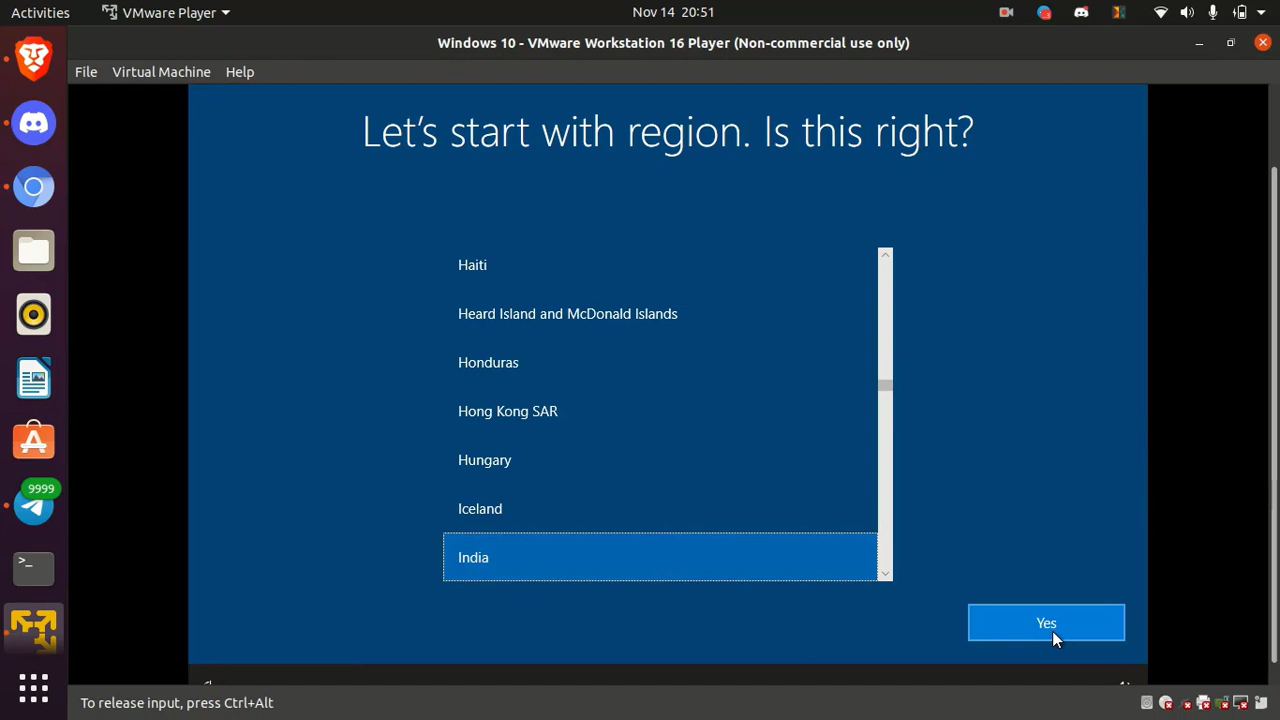 Activities VMware Player Nov 14 20:51
Windows 10 - VMware Workstation 16 Player (Non-commercial use only)
File Virtual Machine Help
Let's start with region. Is this right?
Haiti
Heard Island and McDonald Islands
Honduras
Hong Kong SAR
Hungary
Iceland
India
Yes
9999
>_
To release input, press Ctrl+Alt